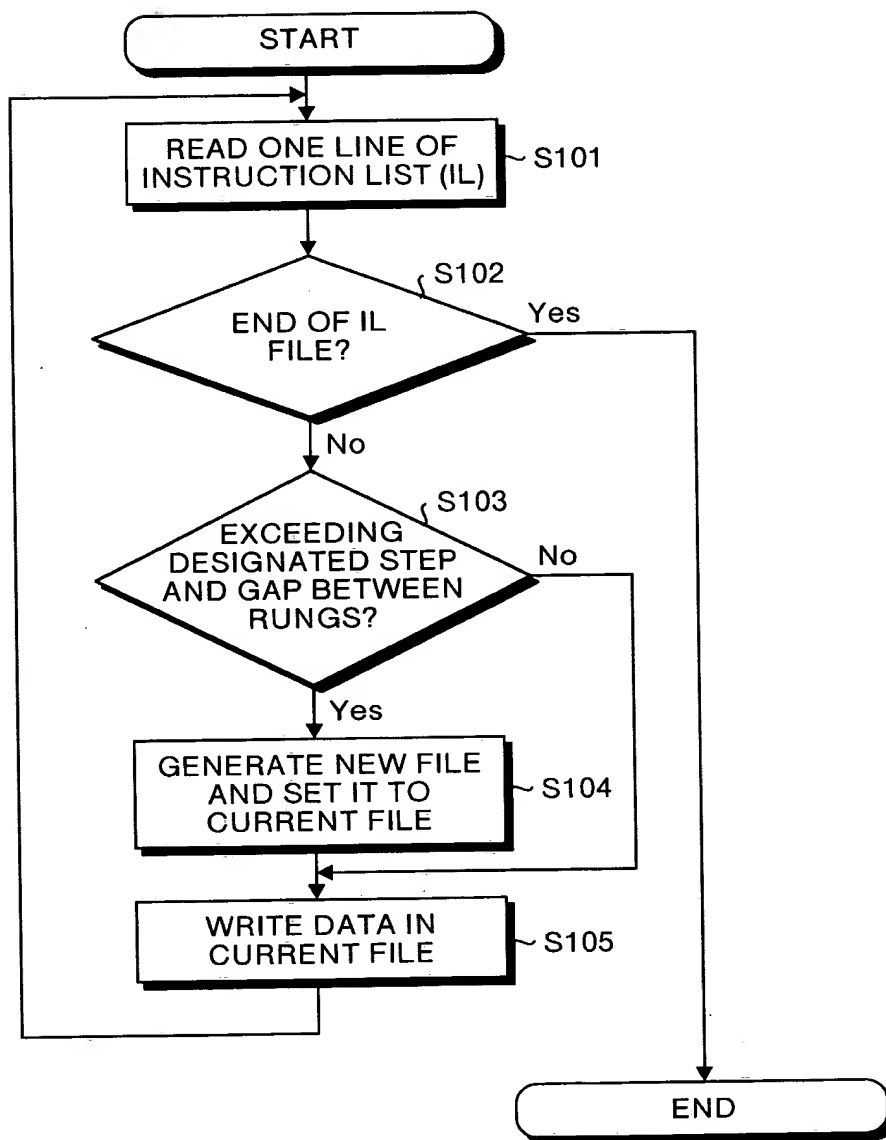 START
READ ONE LINE OF
INSTRUCTION LIST (IL)
S101
S102
END OF IL
FILE?
Yes
No
S103
EXCEEDING
DESIGNATED STEP
AND GAP BETWEEN
RUNGS?
No
Yes
GENERATE NEW FILE
AND SET IT TO
CURRENT FILE
S104
WRITE DATA IN
CURRENT FILE
S105
END